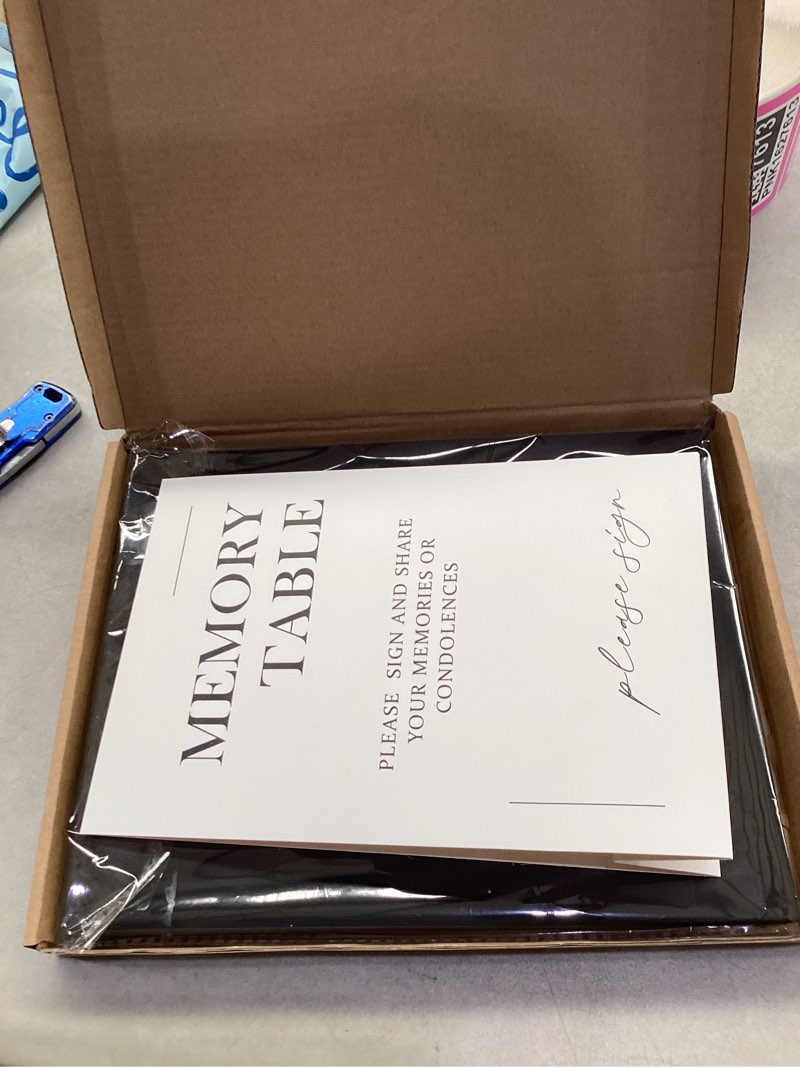 MEMORY
TABLE
PLEASE SIGN AND SHARE
YOUR MEMORIES OR
CONDOLENCES
please sign